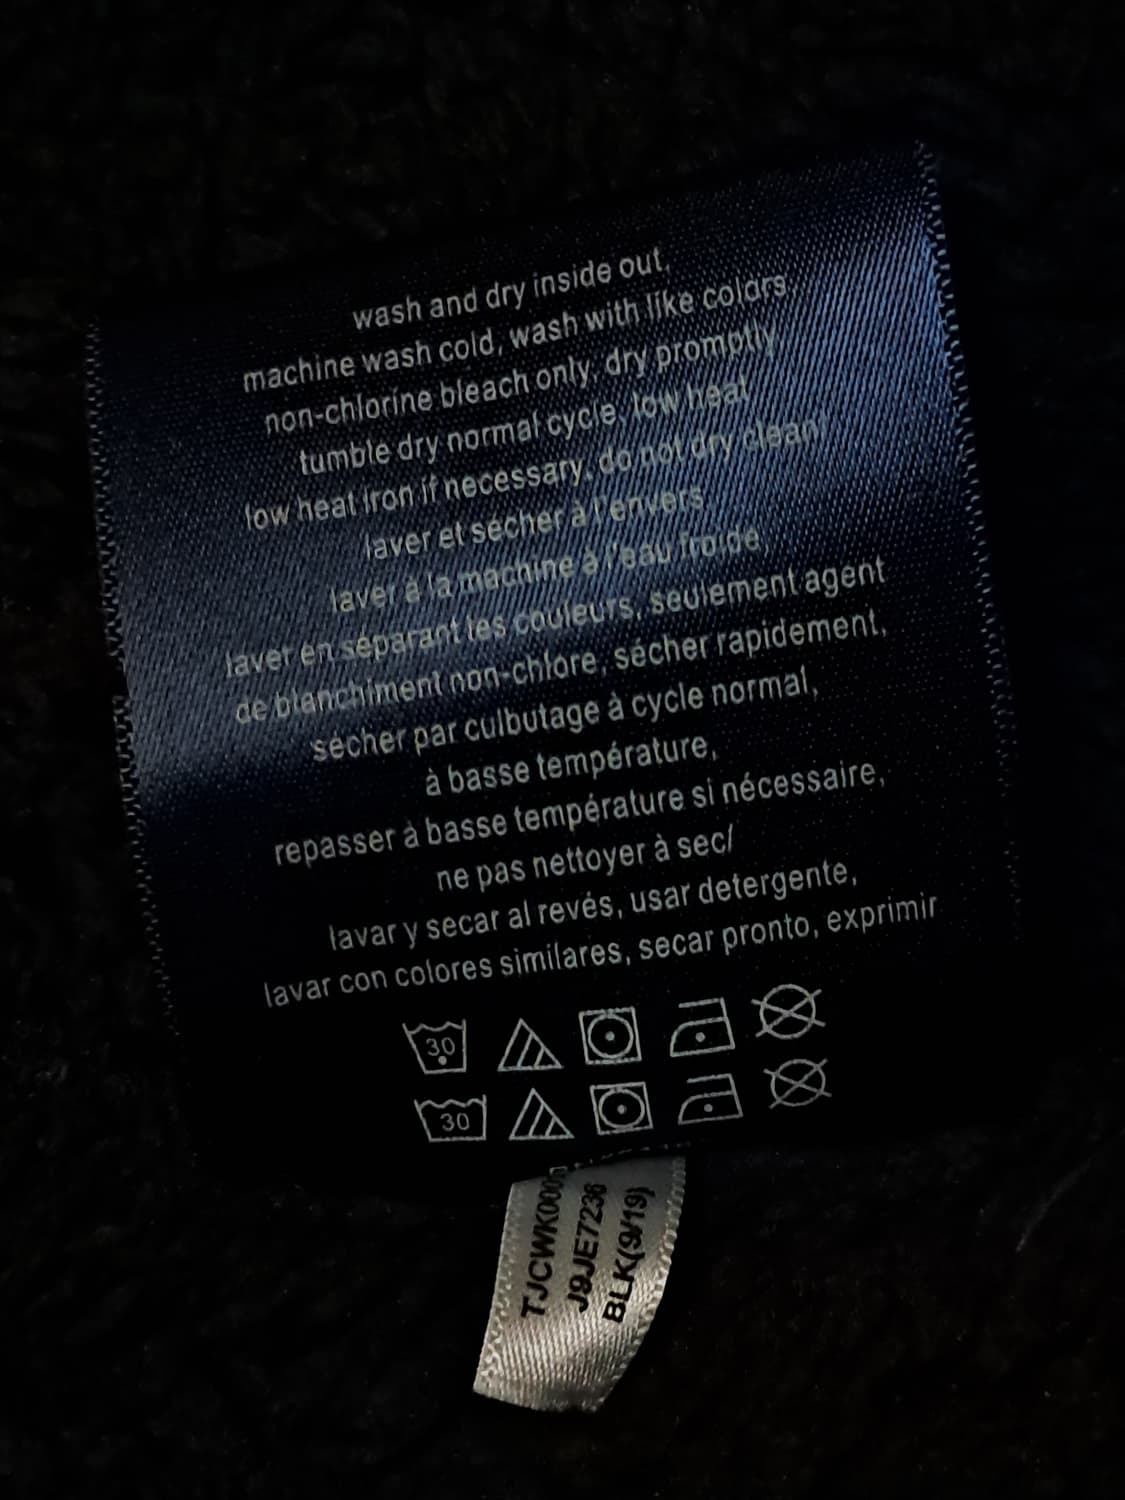 wash and dry inside out,
machine wash cold, wash with like colors,
non-chlorine bleach only, dry promptly,
tumble dry normal cycle, low heat
low heat iron if necessary, do not dry clean/
laver et sécher à l'envers,
laver à la machine à l'eau froide
laver en séparant les couleurs, seulement agent
de blanchiment non-chlore, sécher rapidement,
sécher par culbutage à cycle normal,
à basse température,
repasser à basse température si nécessaire,
ne pas nettoyer à sec/
lavar y secar al revés, usar detergente,
lavar con colores similares, secar pronto, exprimir
30
30
J9JE7236
BLK(9/19)